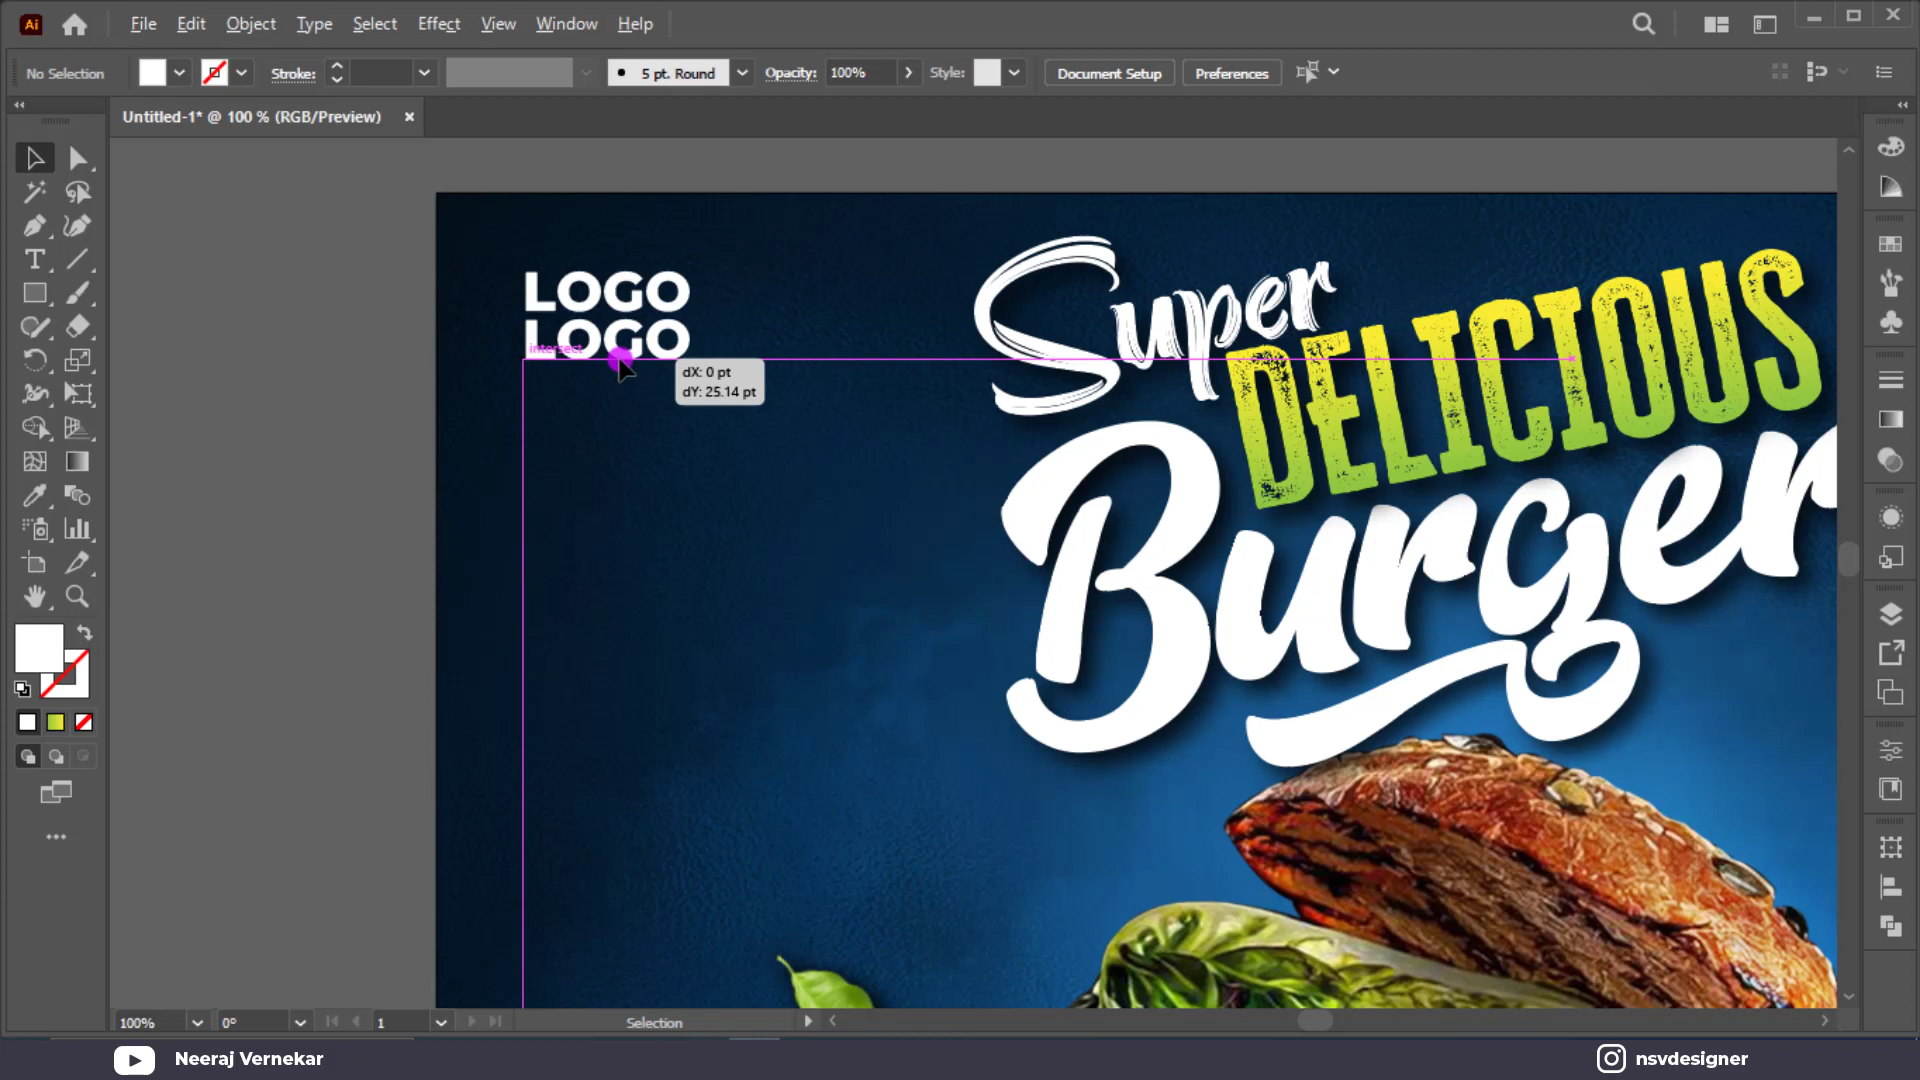 Ai File Edit Object Type Select Effect View Window Help
No Selection Stroke: 5 pt. Round Opacity: 100% Style: Document Setup Preferences
Untitled-1* @ 100 % (RGB/Preview) ×
LOGO
LOGO
intersect
dX: 0 pt
dY: 25.14 pt
Super
DELICIOUS
Burger
100% 0° 1 Selection
Neeraj Vernekar nsvdesigner